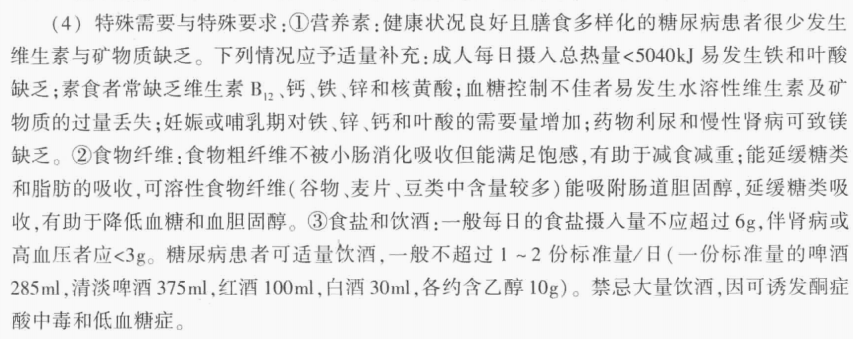 (4) 特殊需要与特殊要求:①营养素:健康状况良好且膳食多样化的糖尿病患者很少发生
维生素与矿物质缺乏。下列情况应予适量补充:成人每日摄入总热量<5040kJ 易发生铁和叶酸
缺乏;素食者常缺乏维生素 B₁₂、钙、铁、锌和核黄酸;血糖控制不佳者易发生水溶性维生素及矿
物质的过量丢失;妊娠或哺乳期对铁、锌、钙和叶酸的需要量增加;药物利尿和慢性肾病可致镁
缺乏。②食物纤维:食物粗纤维不被小肠消化吸收但能满足饱感,有助于减食减重;能延缓糖类
和脂肪的吸收,可溶性食物纤维(谷物、麦片、豆类中含量较多)能吸附肠道胆固醇,延缓糖类吸
收,有助于降低血糖和血胆固醇。③食盐和饮酒:一般每日的食盐摄入量不应超过 6g,伴肾病或
高血压者应<3g。糖尿病患者可适量饮酒,一般不超过 1 ~ 2 份标准量/日(一份标准量的啤酒
285ml,清淡啤酒 375ml,红酒 100ml,白酒 30ml,各约含乙醇 10g)。禁忌大量饮酒,因可诱发酮症
酸中毒和低血糖症。